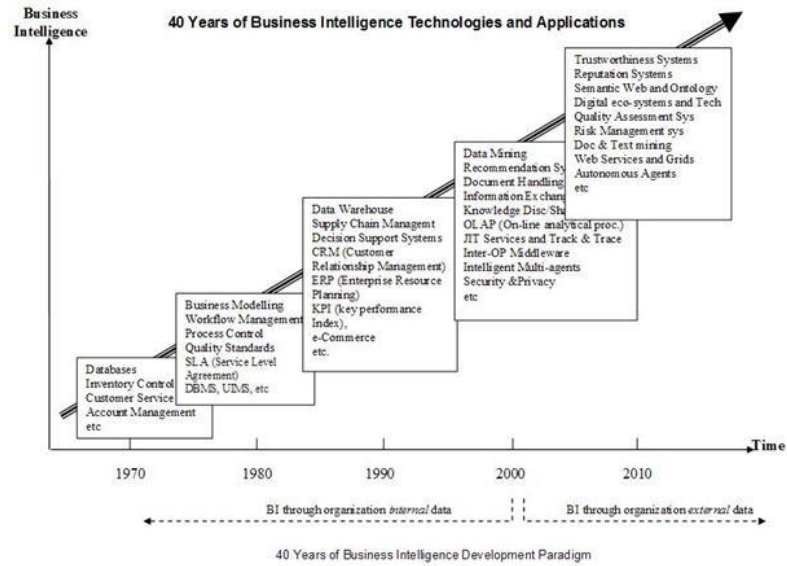 Business
Intelligence
40 Years of Business Intelligence Technologies and Applications
Trustworthiness Systems
Reputation Systems
Semantic Web and Ontology
Digital eco-systems and Tech
Quality Assessment Sys
Risk Management sys
Doc & Text mining
Web Services and Grids
Autonomous Agents
etc
Data Mining
Recommendation Sy
Document Handling
Information Exchan
Knowledge Disc/Sha
OLAP (On-line analytical proc.)
JIT Services and Track & Trace
Inter-OP Middleware
Intelligent Multi-agents
Security &Privacy
etc
Data Warehouse
Supply Chain Managemt
Decision Support Systems
CRM (Customer
Relationship Management)
ERP (Enterprise Resource
Planning)
KPI (key performance
Index),
e-Commerce
etc.
Business Modelling
Workflow Management
Process Control
Quality Standards
SLA (Service Level
Agreement)
DBMS, UIMS, etc
Databases
Inventory Control
Customer Service
Account Management
etc
Time
1970 1980 1990 2000 2010
BI through organization internal data BI through organization external data
40 Years of Business Intelligence Development Paradigm